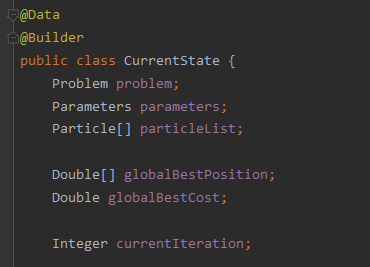 @Data
@Builder
public class CurrentState {
    Problem problem;
    Parameters parameters;
    Particle[] particleList;

    Double[] globalBestPosition;
    Double globalBestCost;

    Integer currentIteration;